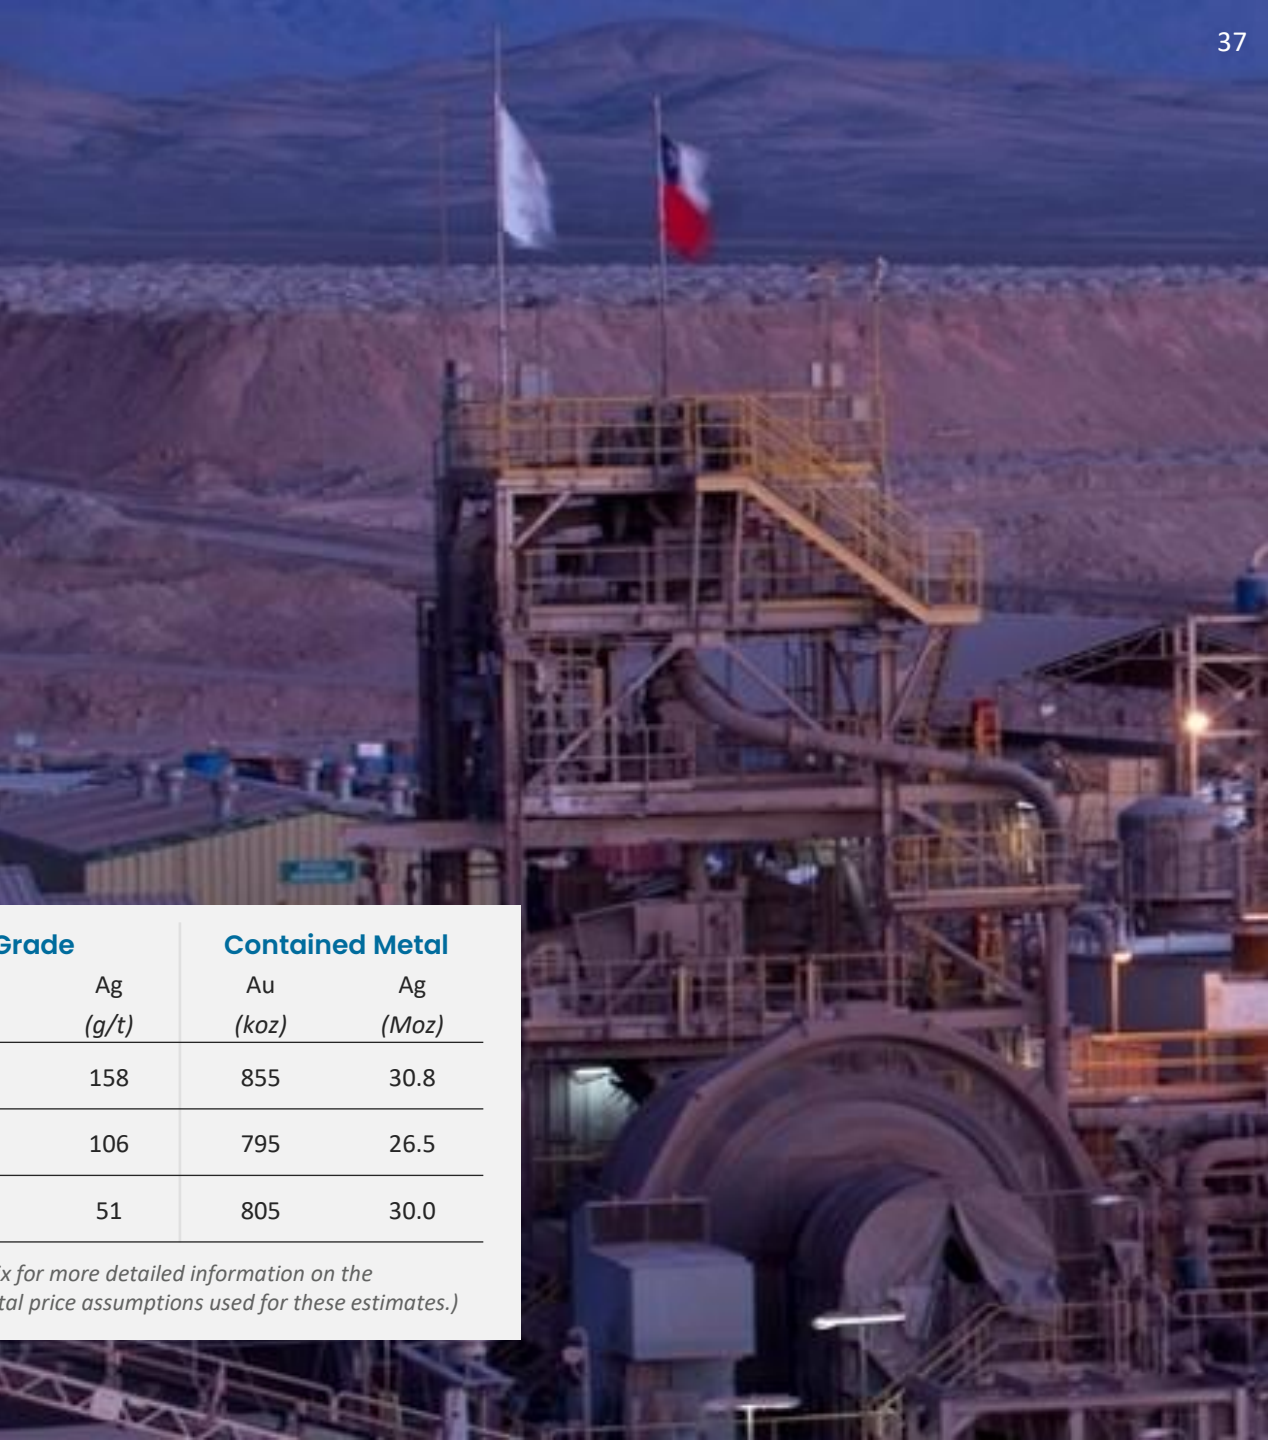 37
Grade Contained Metal
Ag Au Ag
(g/t) (koz) (Moz)
158 855 30.8
106 795 26.5
51 805 30.0
for more detailed information on the
price assumptions used for these estimates.)